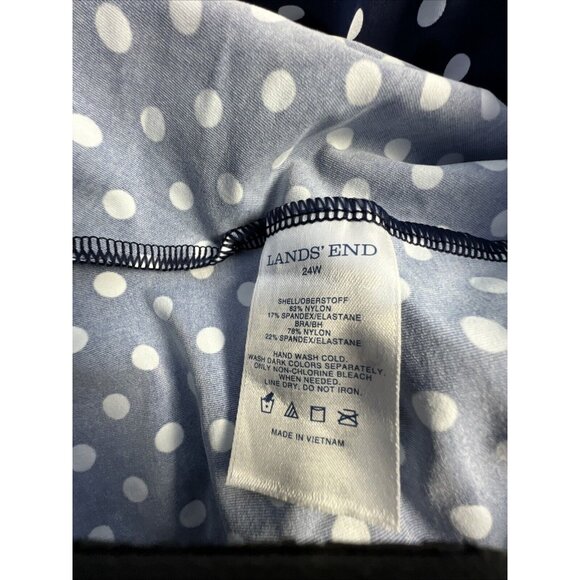 LANDS' END
24W
SHELL/OBERSTOFF
83% NYLON
17% SPANDEX/ELASTANE
BRA/BH
78% NYLON
22% SPANDEX/ELASTANE
HAND WASH COLD.
WASH DARK COLORS SEPARATELY.
ONLY NON-CHLORINE BLEACH
WHEN NEEDED.
LINE DRY. DO NOT IRON.
MADE IN VIETNAM